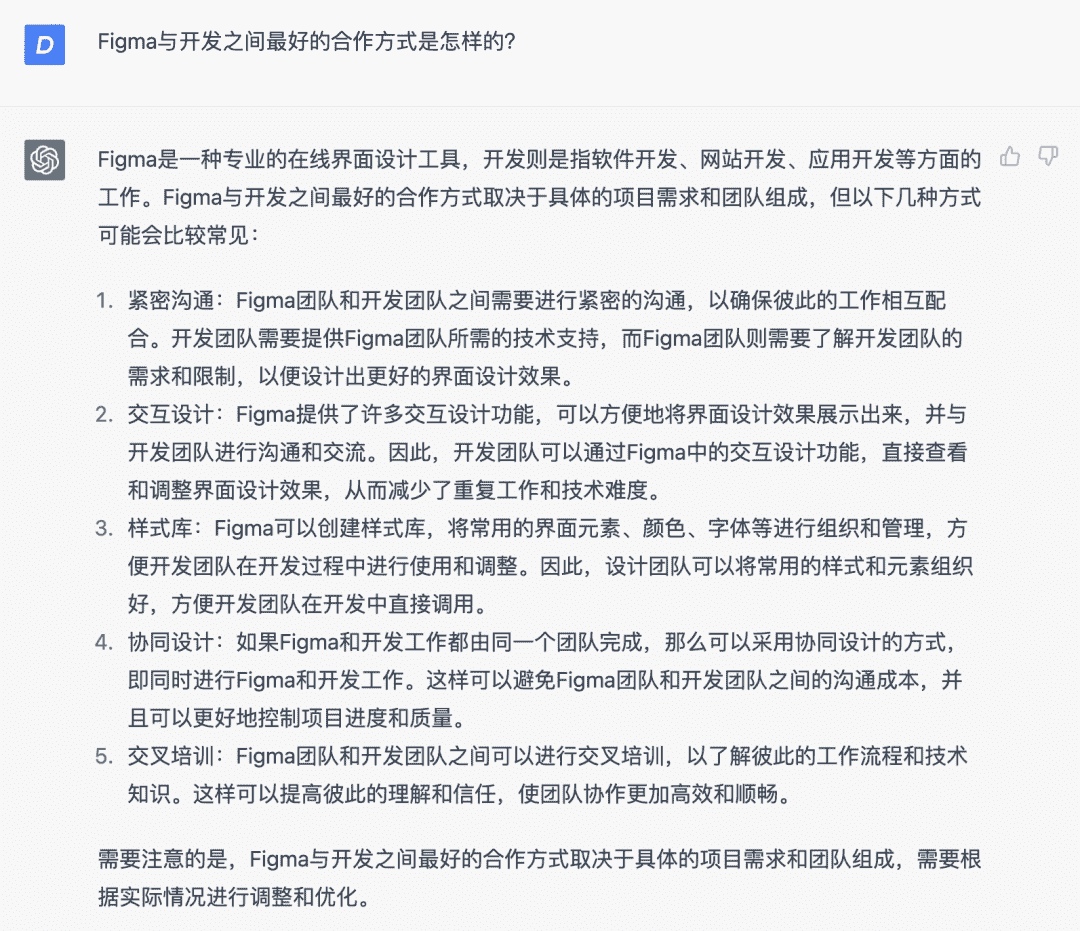 D
Figma与开发之间最好的合作方式是怎样的?
Figma是一种专业的在线界面设计工具，开发则是指软件开发、网站开发、应用开发等方面的
工作。Figma与开发之间最好的合作方式取决于具体的项目需求和团队组成，但以下几种方式
可能会比较常见：
1. 紧密沟通：Figma团队和开发团队之间需要进行紧密的沟通，以确保彼此的工作相互配
合。开发团队需要提供Figma团队所需的技术支持，而Figma团队则需要了解开发团队的
需求和限制，以便设计出更好的界面设计效果。
2. 交互设计：Figma提供了许多交互设计功能，可以方便地将界面设计效果展示出来，并与
开发团队进行沟通和交流。因此，开发团队可以通过Figma中的交互设计功能，直接查看
和调整界面设计效果，从而减少了重复工作和技术难度。
3. 样式库：Figma可以创建样式库，将常用的界面元素、颜色、字体等进行组织和管理，方
便开发团队在开发过程中进行使用和调整。因此，设计团队可以将常用的样式和元素组织
好，方便开发团队在开发中直接调用。
4. 协同设计：如果Figma和开发工作都由同一个团队完成，那么可以采用协同设计的方式，
即同时进行Figma和开发工作。这样可以避免Figma团队和开发团队之间的沟通成本，并
且可以更好地控制项目进度和质量。
5. 交叉培训：Figma团队和开发团队之间可以进行交叉培训，以了解彼此的工作流程和技术
知识。这样可以提高彼此的理解和信任，使团队协作更加高效和顺畅。
需要注意的是，Figma与开发之间最好的合作方式取决于具体的项目需求和团队组成，需要根
据实际情况进行调整和优化。